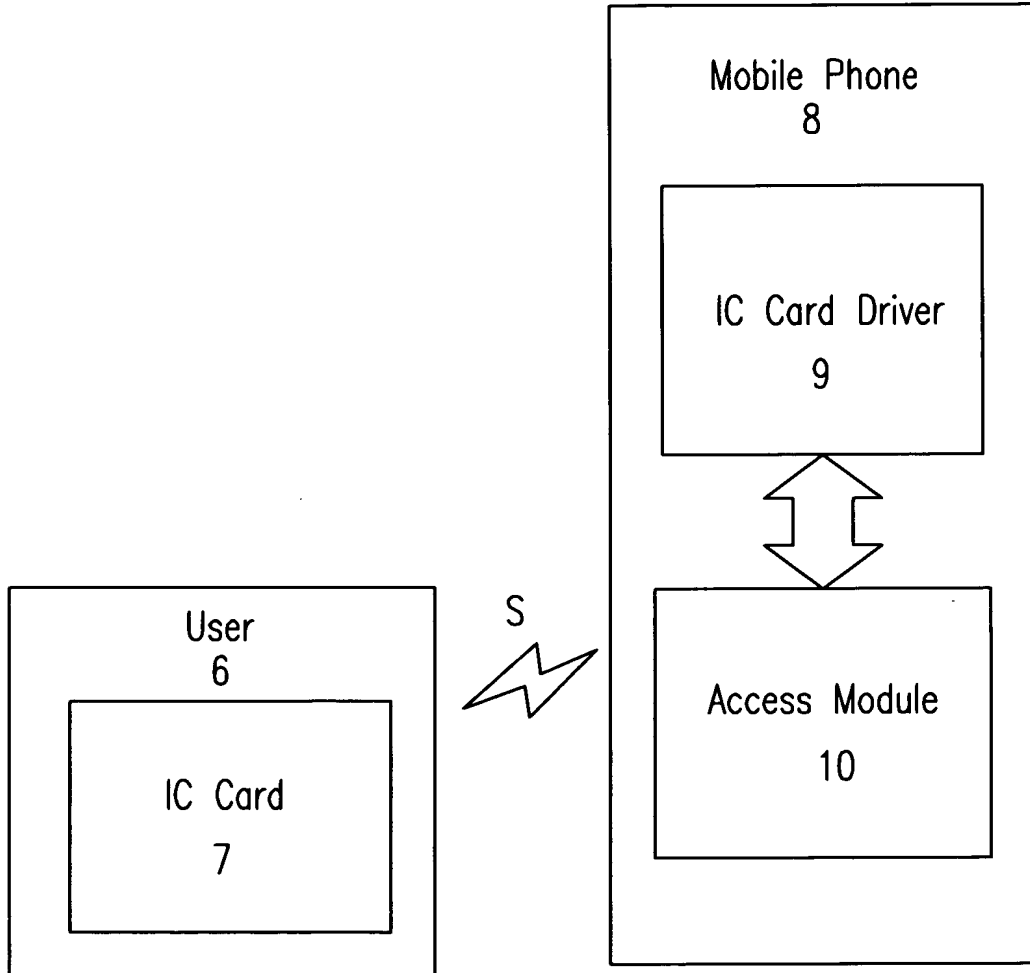 Mobile Phone
8
IC Card Driver
9
S
User
6
Access Module
10
IC Card
7